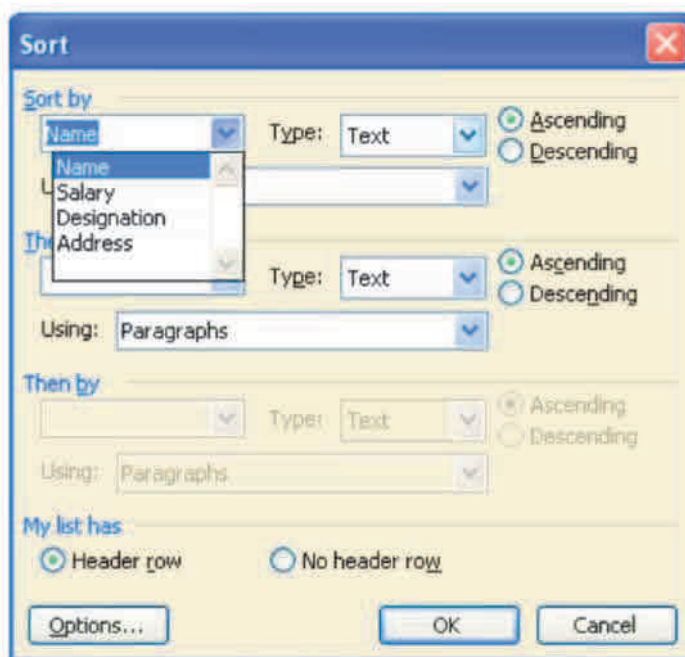 Sort
Sort by
Name Type: Text Ascending
Descending
Name
Salary
Designation
Address
Type: Text Ascending
Descending
Using: Paragraphs
Then by
Type: Text Ascending
Descending
Using: Paragraphs
My list has
Header row No header row
Options... OK Cancel